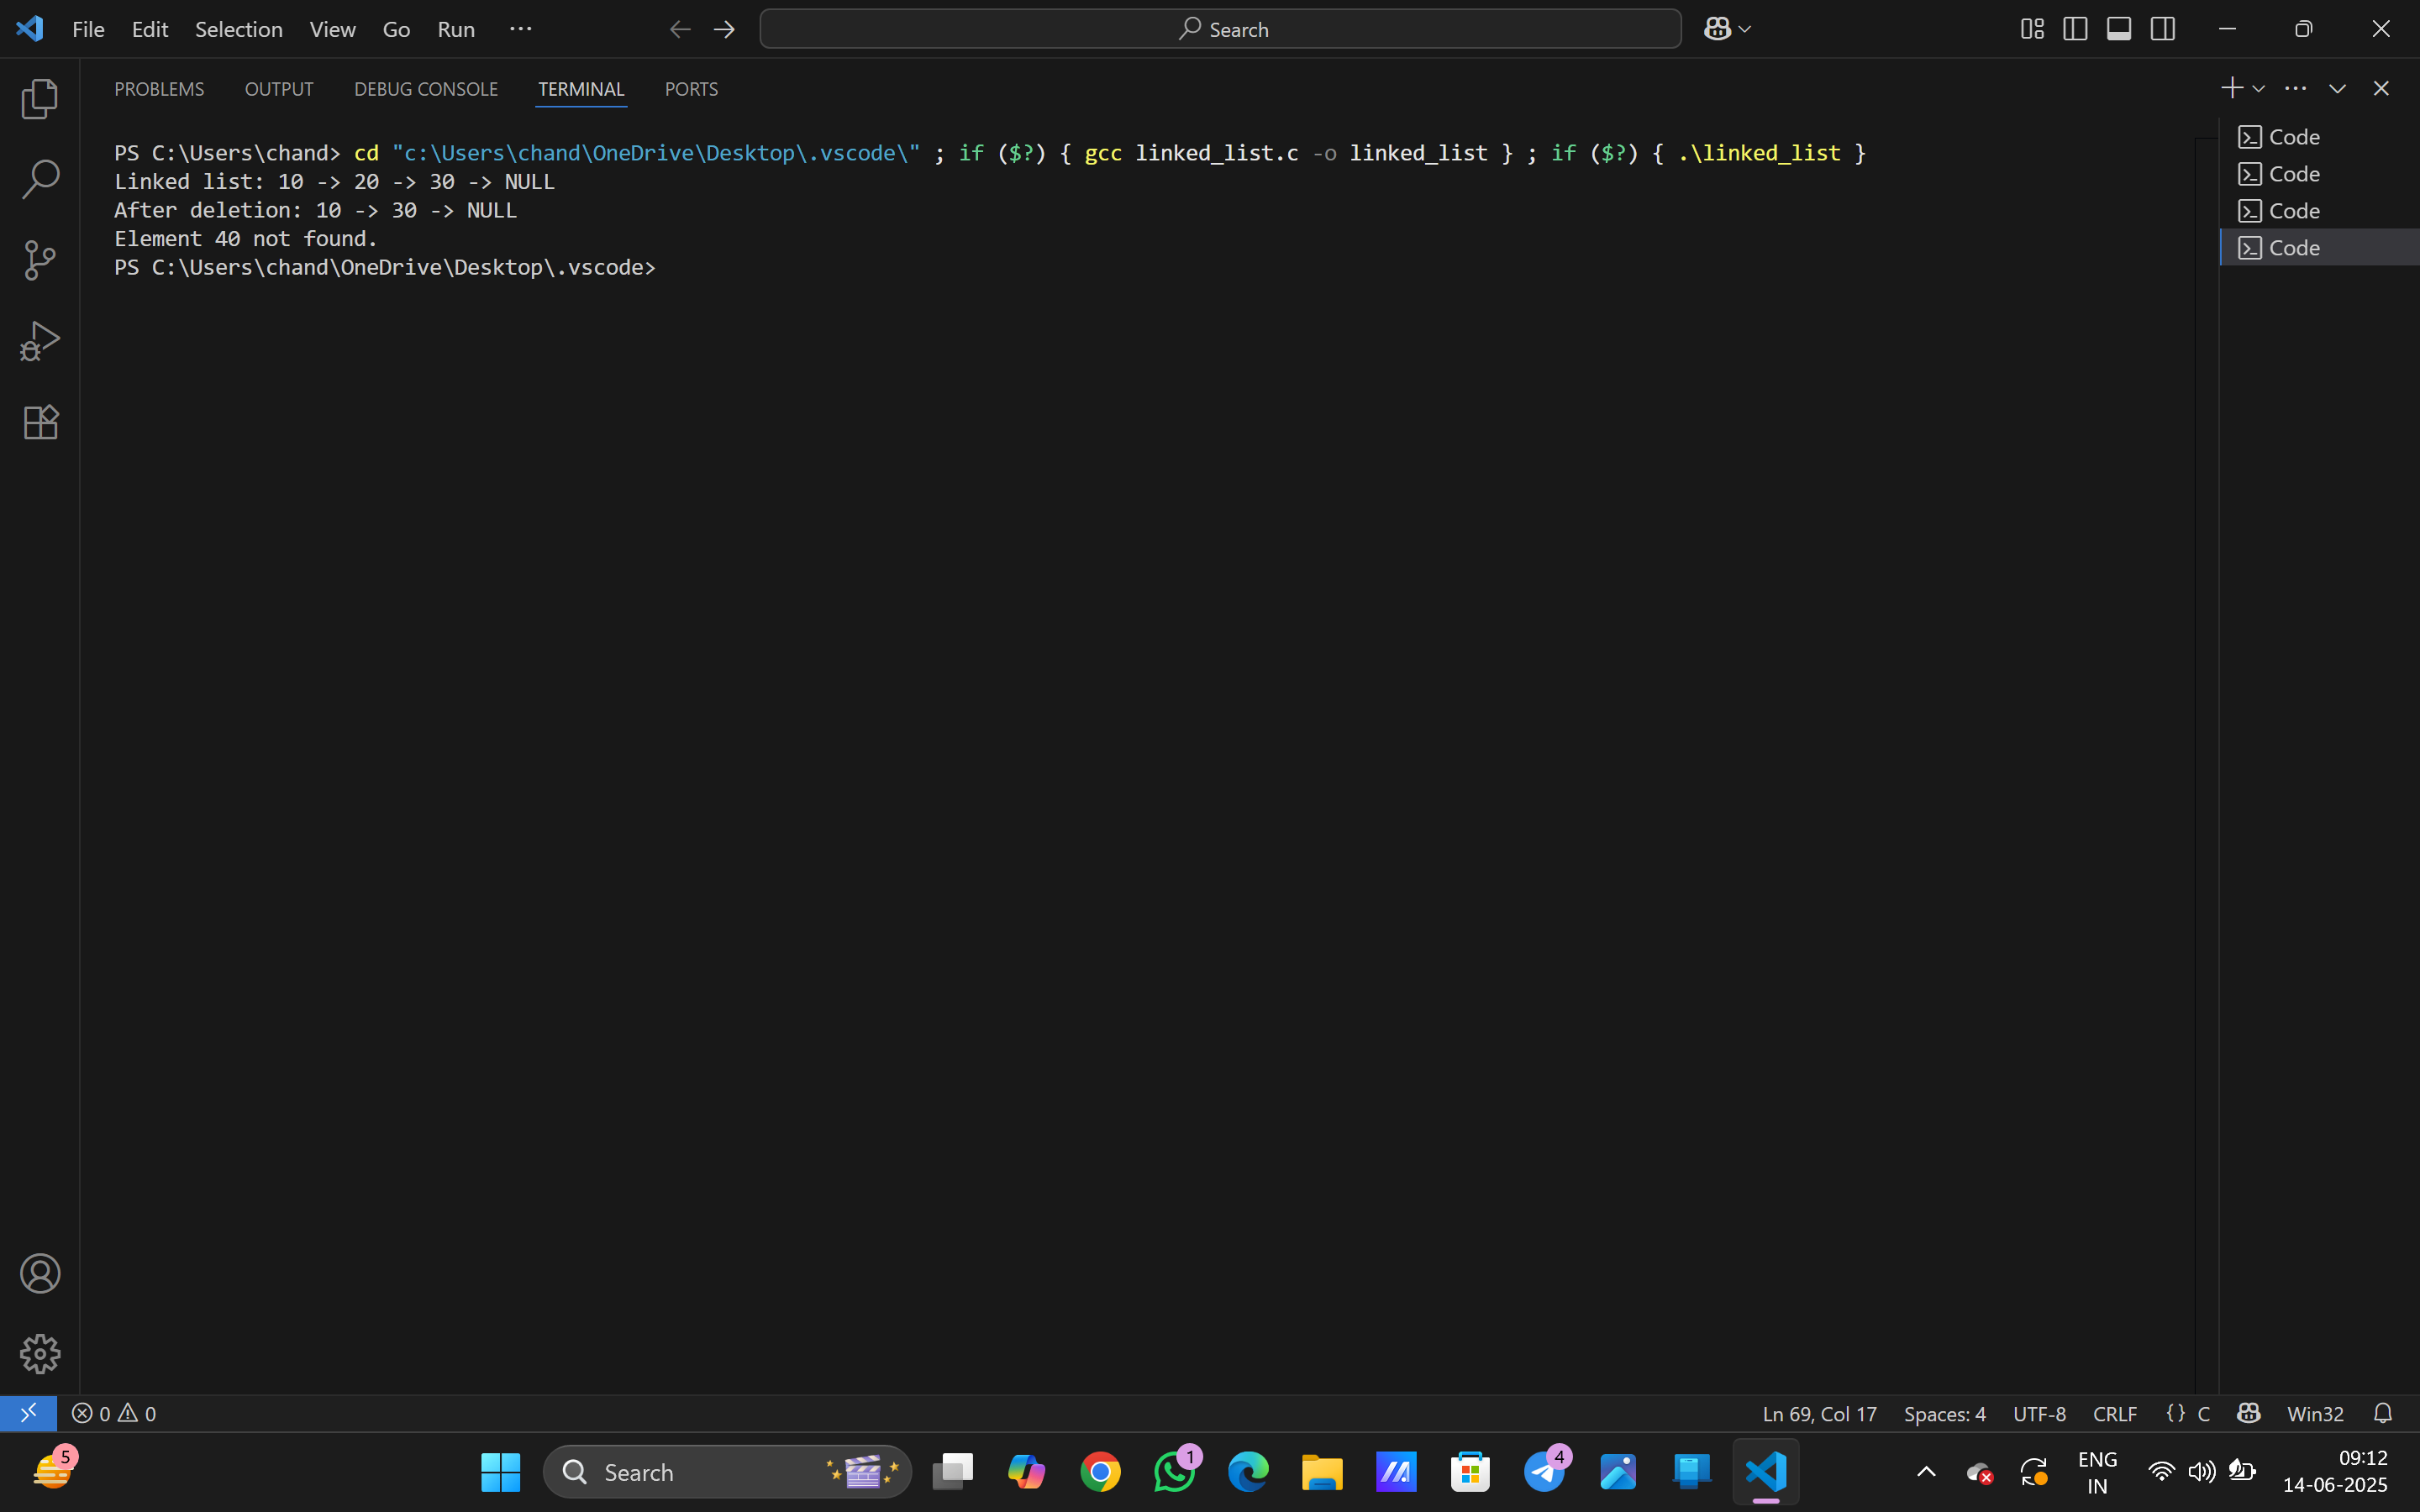 File Edit Selection View Go Run ... Search
PROBLEMS OUTPUT DEBUG CONSOLE TERMINAL PORTS
PS C:\Users\chand> cd "c:\Users\chand\OneDrive\Desktop\.vscode\" ; if ($?) { gcc linked_list.c -o linked_list } ; if ($?) { .\linked_list }
Linked list: 10 -> 20 -> 30 -> NULL
After deletion: 10 -> 30 -> NULL
Element 40 not found.
PS C:\Users\chand\OneDrive\Desktop\.vscode>
Code
Code
Code
Code
0 0 Ln 69, Col 17 Spaces: 4 UTF-8 CRLF {} C Win32
5 Search 1 4 ENG 09:12
IN 14-06-2025